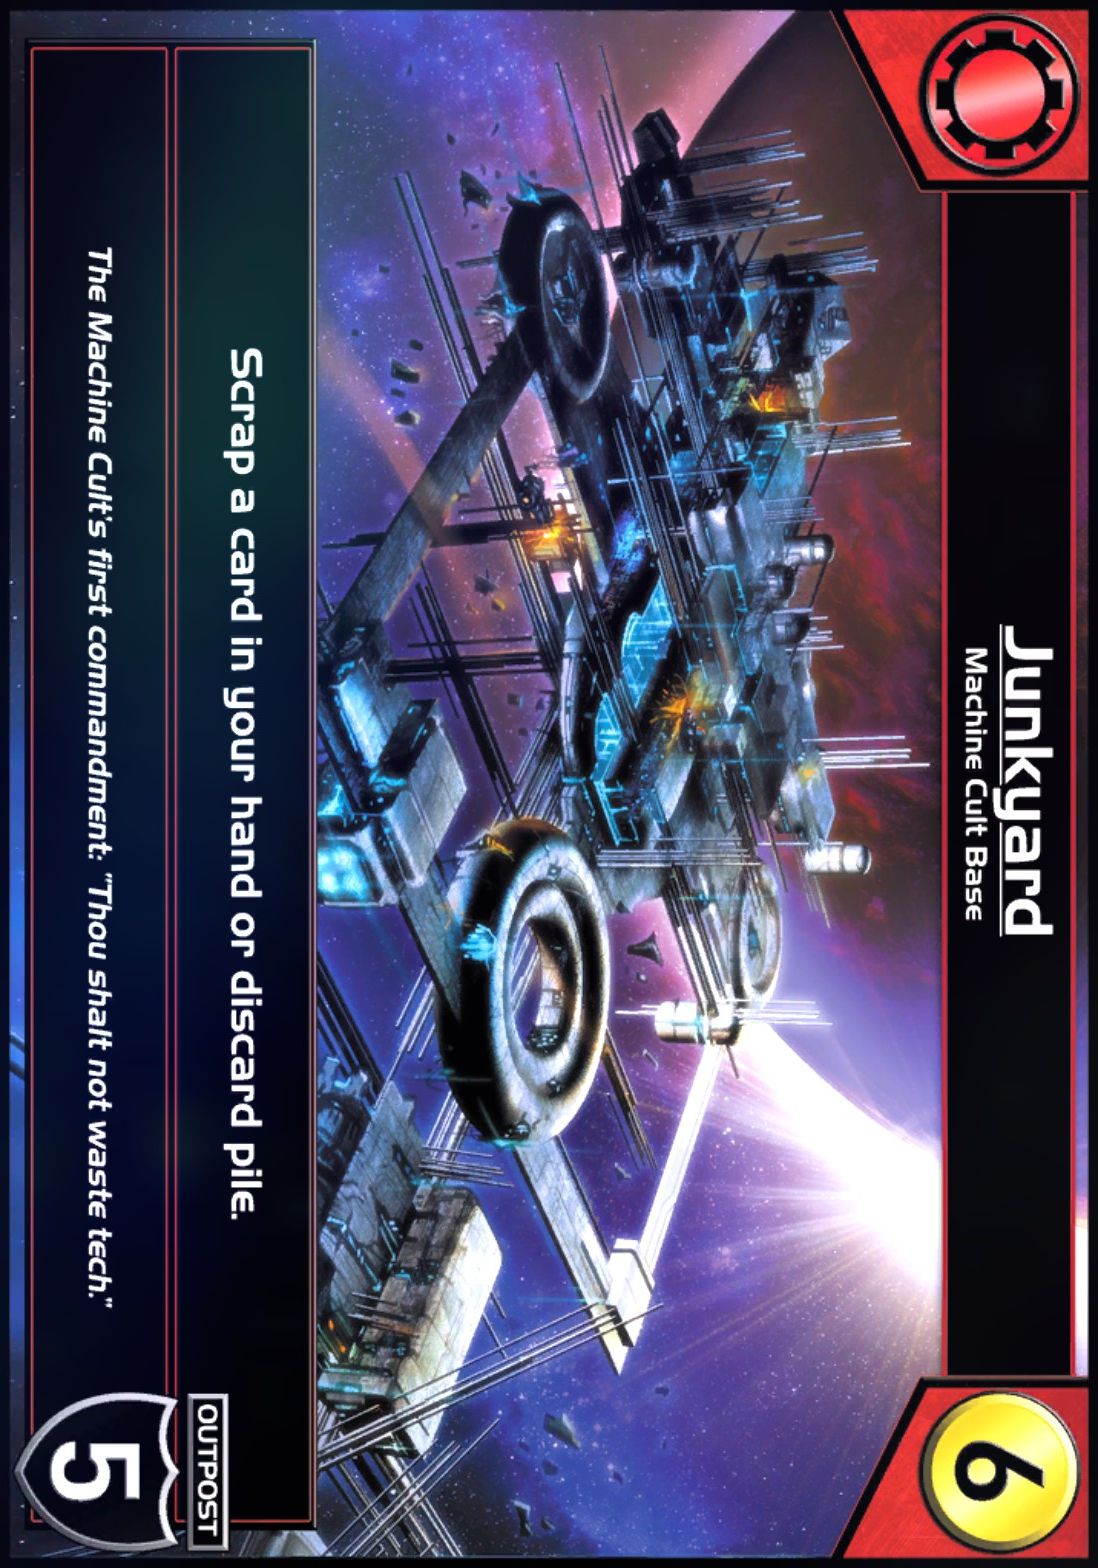 Junkyard
Machine Cult Base
6
Scrap a card in your hand or discard pile.
OUTPOST
The Machine Cult's first commandment: "Thou shalt not waste tech."
5